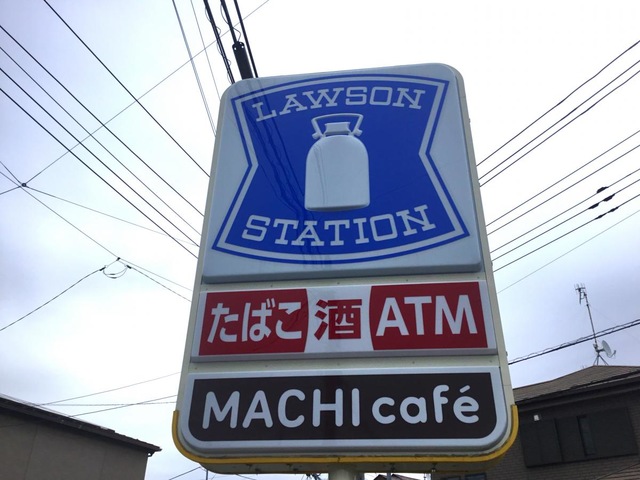 LAWSON
STATION
たばこ 酒 ATM
MACHI café